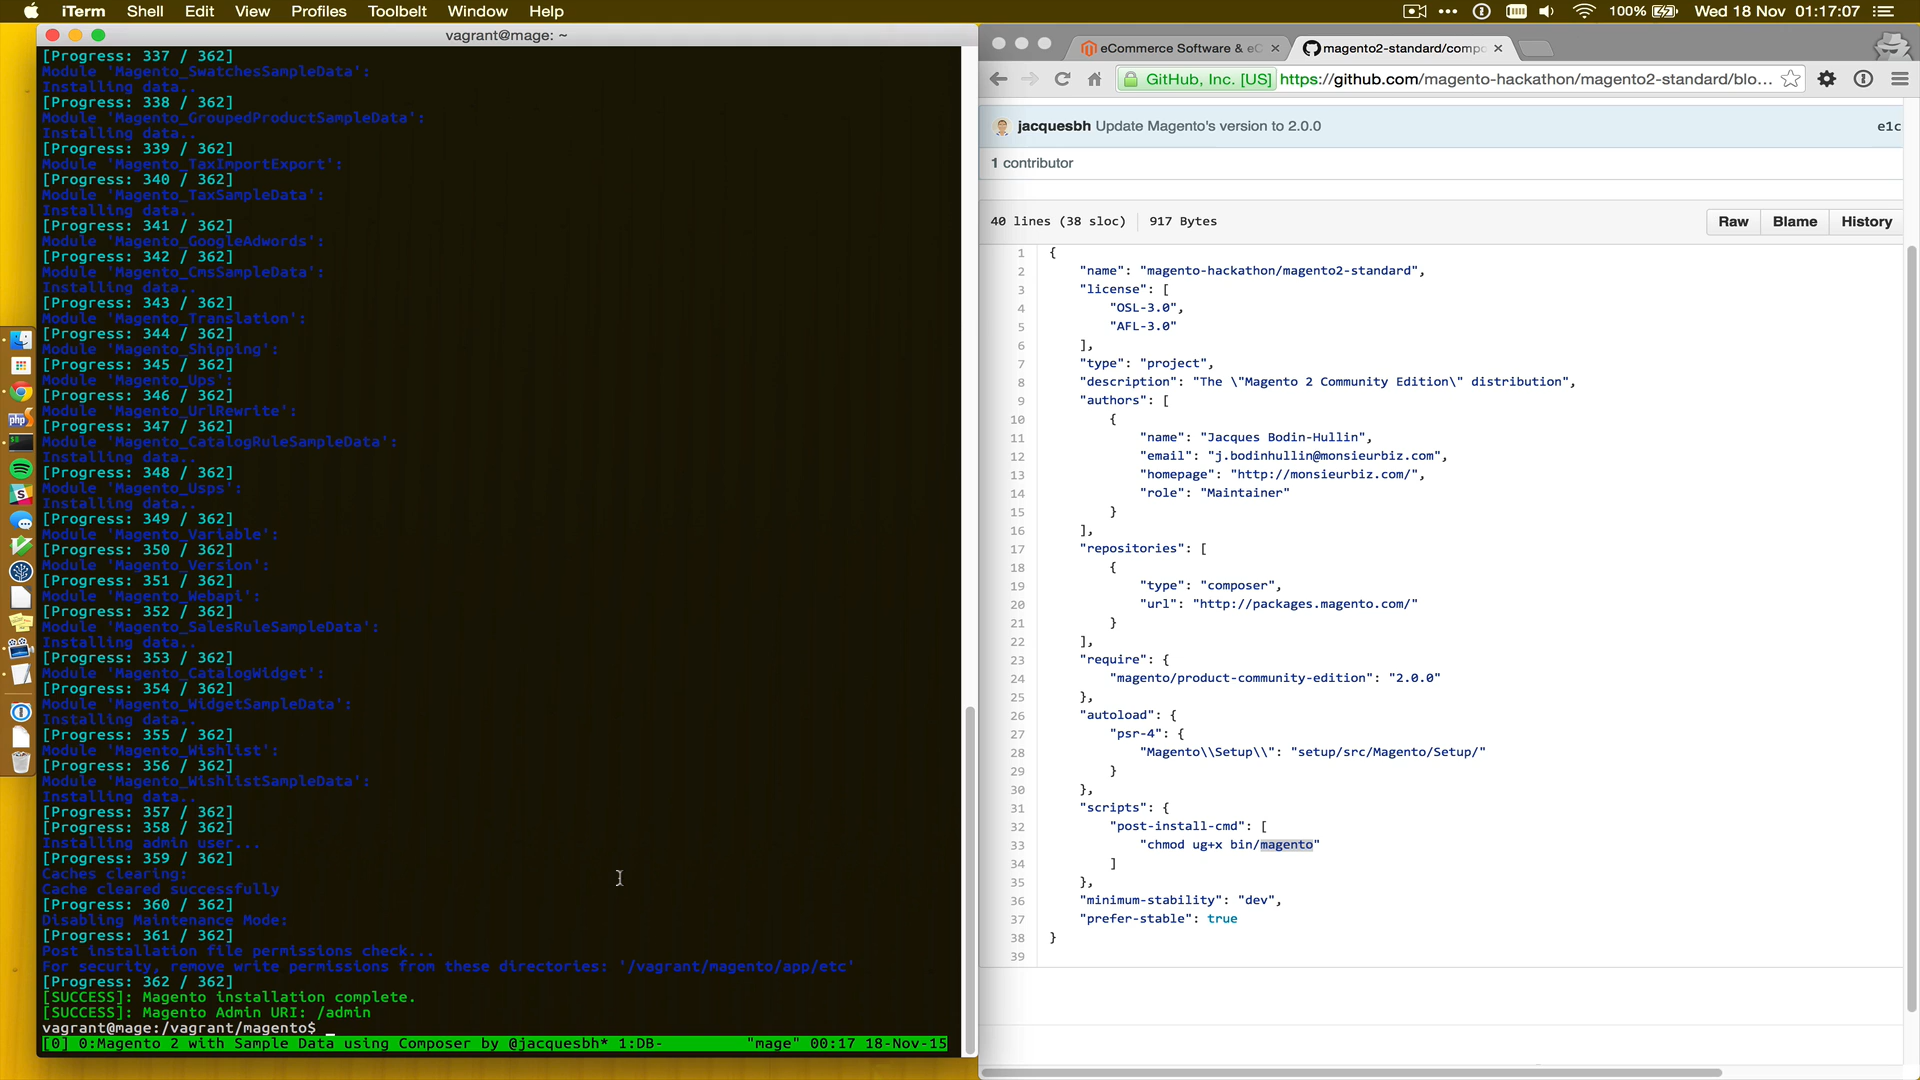 iTerm Shell Edit View Profiles Toolbelt Window Help
100% Wed 18 Nov 01:17:07
vagrant@mage: ~
[Progress: 337 / 362]
Module 'Magento_SwatchesSampleData':
Installing data..
[Progress: 338 / 362]
Module 'Magento_GroupedProductSampleData':
Installing data..
[Progress: 339 / 362]
Module 'Magento_TaxImportExport':
[Progress: 340 / 362]
Module 'Magento_TaxSampleData':
Installing data..
[Progress: 341 / 362]
Module 'Magento_GoogleAdwords':
[Progress: 342 / 362]
Module 'Magento_CmsSampleData':
Installing data..
[Progress: 343 / 362]
Module 'Magento_Translation':
[Progress: 344 / 362]
Module 'Magento_Shipping':
[Progress: 345 / 362]
Module 'Magento_Ups':
[Progress: 346 / 362]
Module 'Magento_UrlRewrite':
[Progress: 347 / 362]
Module 'Magento_CatalogRuleSampleData':
Installing data..
[Progress: 348 / 362]
Module 'Magento_Usps':
Installing data..
[Progress: 349 / 362]
Module 'Magento_Variable':
[Progress: 350 / 362]
Module 'Magento_Version':
[Progress: 351 / 362]
Module 'Magento_Webapi':
[Progress: 352 / 362]
Module 'Magento_SalesRuleSampleData':
Installing data..
[Progress: 353 / 362]
Module 'Magento_CatalogWidget':
[Progress: 354 / 362]
Module 'Magento_WidgetSampleData':
Installing data..
[Progress: 355 / 362]
Module 'Magento_Wishlist':
[Progress: 356 / 362]
Module 'Magento_WishlistSampleData':
Installing data..
[Progress: 357 / 362]
[Progress: 358 / 362]
Installing admin user...
[Progress: 359 / 362]
Caches clearing:
Cache cleared successfully
[Progress: 360 / 362]
Disabling Maintenance Mode:
[Progress: 361 / 362]
Post installation file permissions check...
For security, remove write permissions from these directories: '/vagrant/magento/app/etc'
[Progress: 362 / 362]
[SUCCESS]: Magento installation complete.
[SUCCESS]: Magento Admin URI: /admin
vagrant@mage:/vagrant/magento$ _
[0] 0:Magento 2 with Sample Data using Composer by @jacquesbh* 1:DB- "mage" 00:17 18-Nov-15
eCommerce Software & eC
magento2-standard/compo
GitHub, Inc. [US] https://github.com/magento-hackathon/magento2-standard/blo...
jacquesbh Update Magento's version to 2.0.0 e1c
1 contributor
40 lines (38 sloc) 917 Bytes Raw Blame History
1 {
2 "name": "magento-hackathon/magento2-standard",
3 "license": [
4 "OSL-3.0",
5 "AFL-3.0"
6 ],
7 "type": "project",
8 "description": "The \"Magento 2 Community Edition\" distribution",
9 "authors": [
10 {
11 "name": "Jacques Bodin-Hullin",
12 "email": "j.bodinhullin@monsieurbiz.com",
13 "homepage": "http://monsieurbiz.com/",
14 "role": "Maintainer"
15 }
16 ],
17 "repositories": [
18 {
19 "type": "composer",
20 "url": "http://packages.magento.com/"
21 }
22 ],
23 "require": {
24 "magento/product-community-edition": "2.0.0"
25 },
26 "autoload": {
27 "psr-4": {
28 "Magento\\Setup\\": "setup/src/Magento/Setup/"
29 }
30 },
31 "scripts": {
32 "post-install-cmd": [
33 "chmod ug+x bin/magento"
34 ]
35 },
36 "minimum-stability": "dev",
37 "prefer-stable": true
38 }
39
php